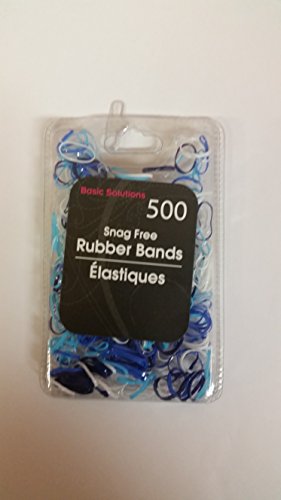 Basic Solutions
500
Snag Free
Rubber Bands
Élastiques